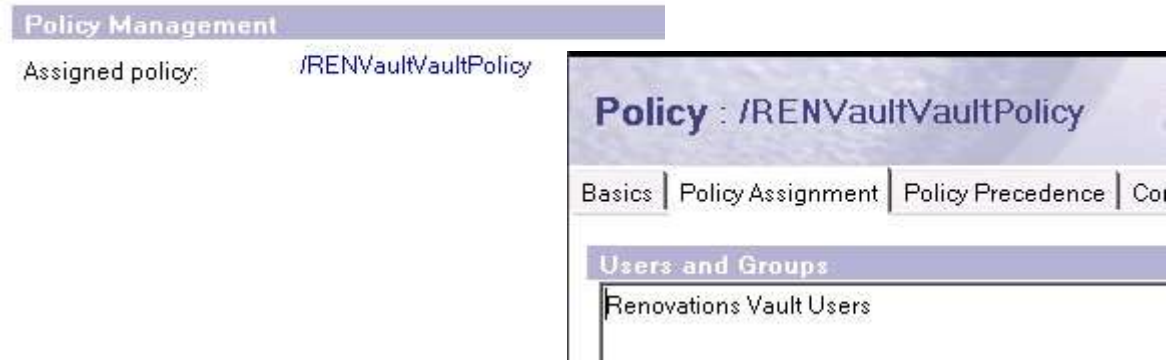 Policy Management
Assigned policy: /RENVaultVaultPolicy
Policy : /RENVaultVaultPolicy
Basics Policy Assignment Policy Precedence
Users and Groups
Renovations Vault Users